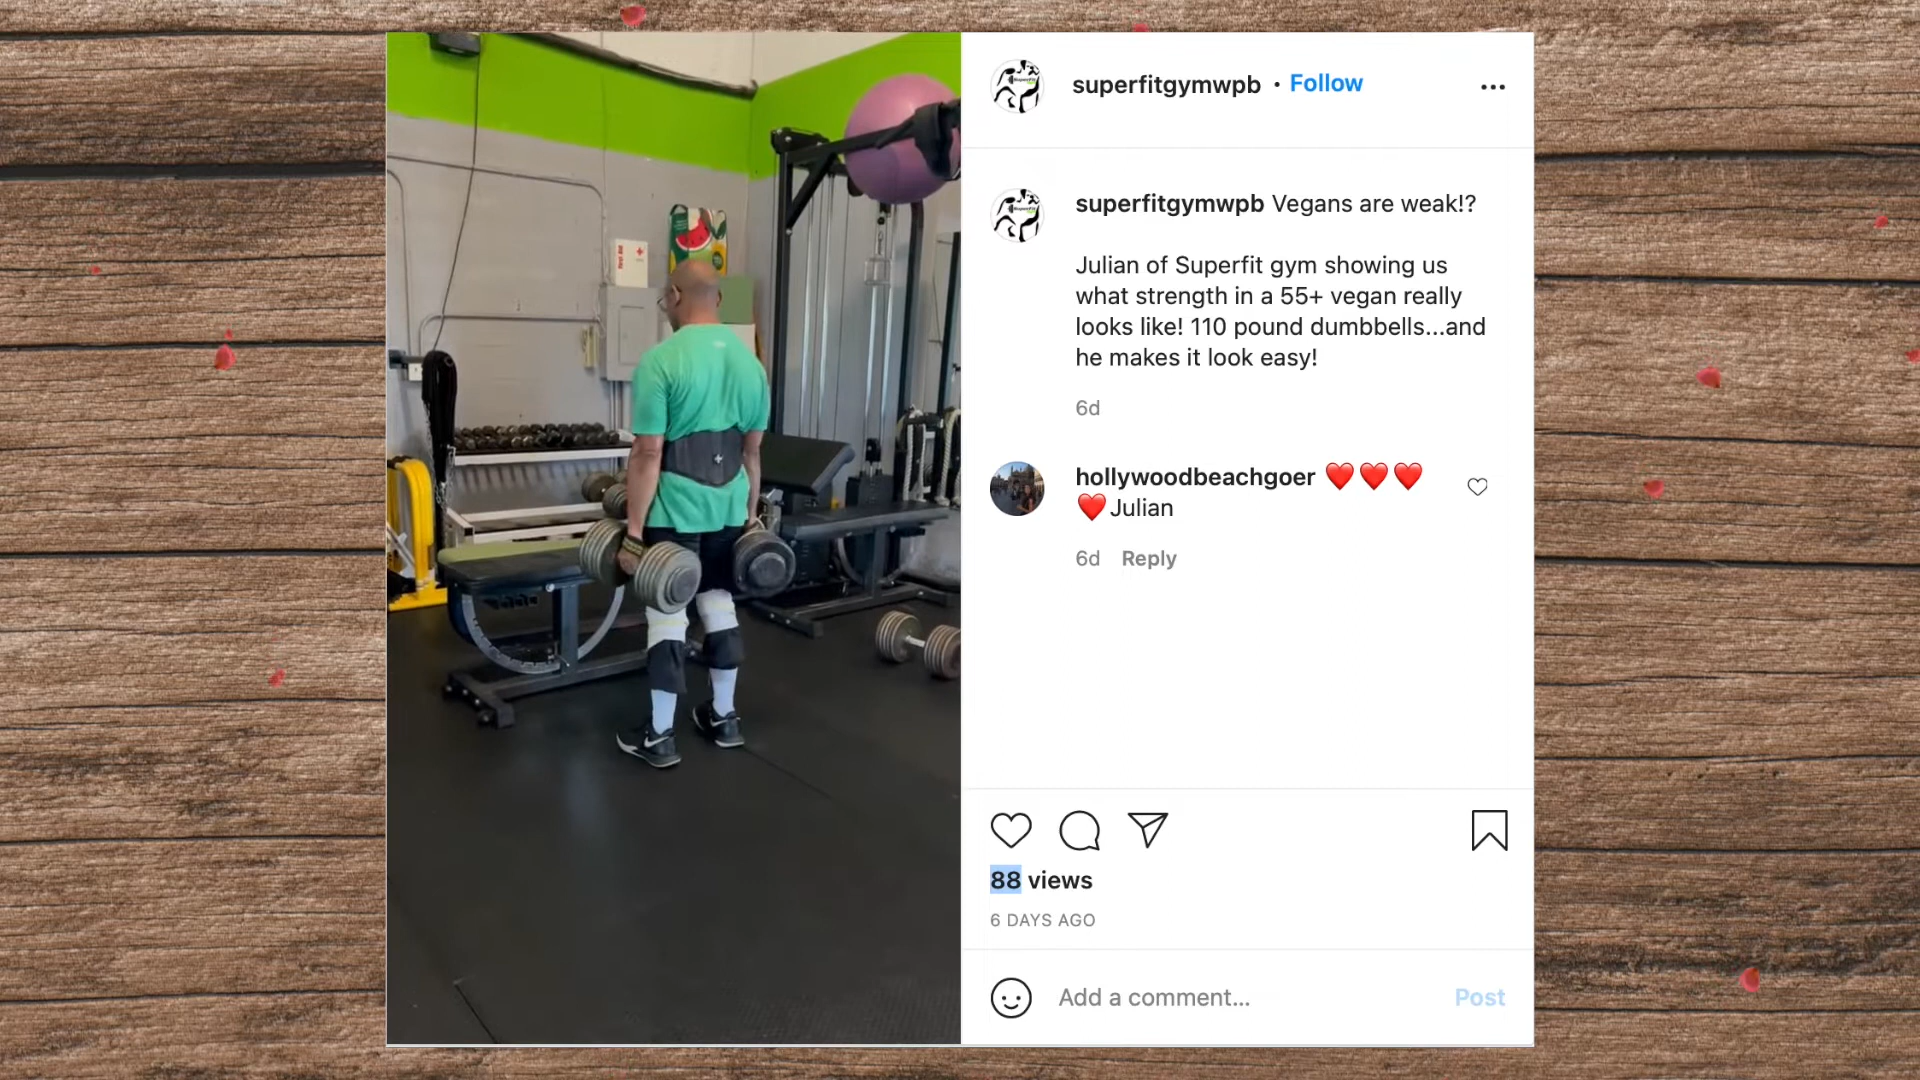 First Aid
superfitgymwpb • Follow
superfitgymwpb Vegans are weak!?
Julian of Superfit gym showing us
what strength in a 55+ vegan really
looks like! 110 pound dumbbells...and
he makes it look easy!
6d
hollywoodbeachgoer ❤️❤️❤️
❤️Julian
6d Reply
88 views
6 DAYS AGO
Add a comment...
Post